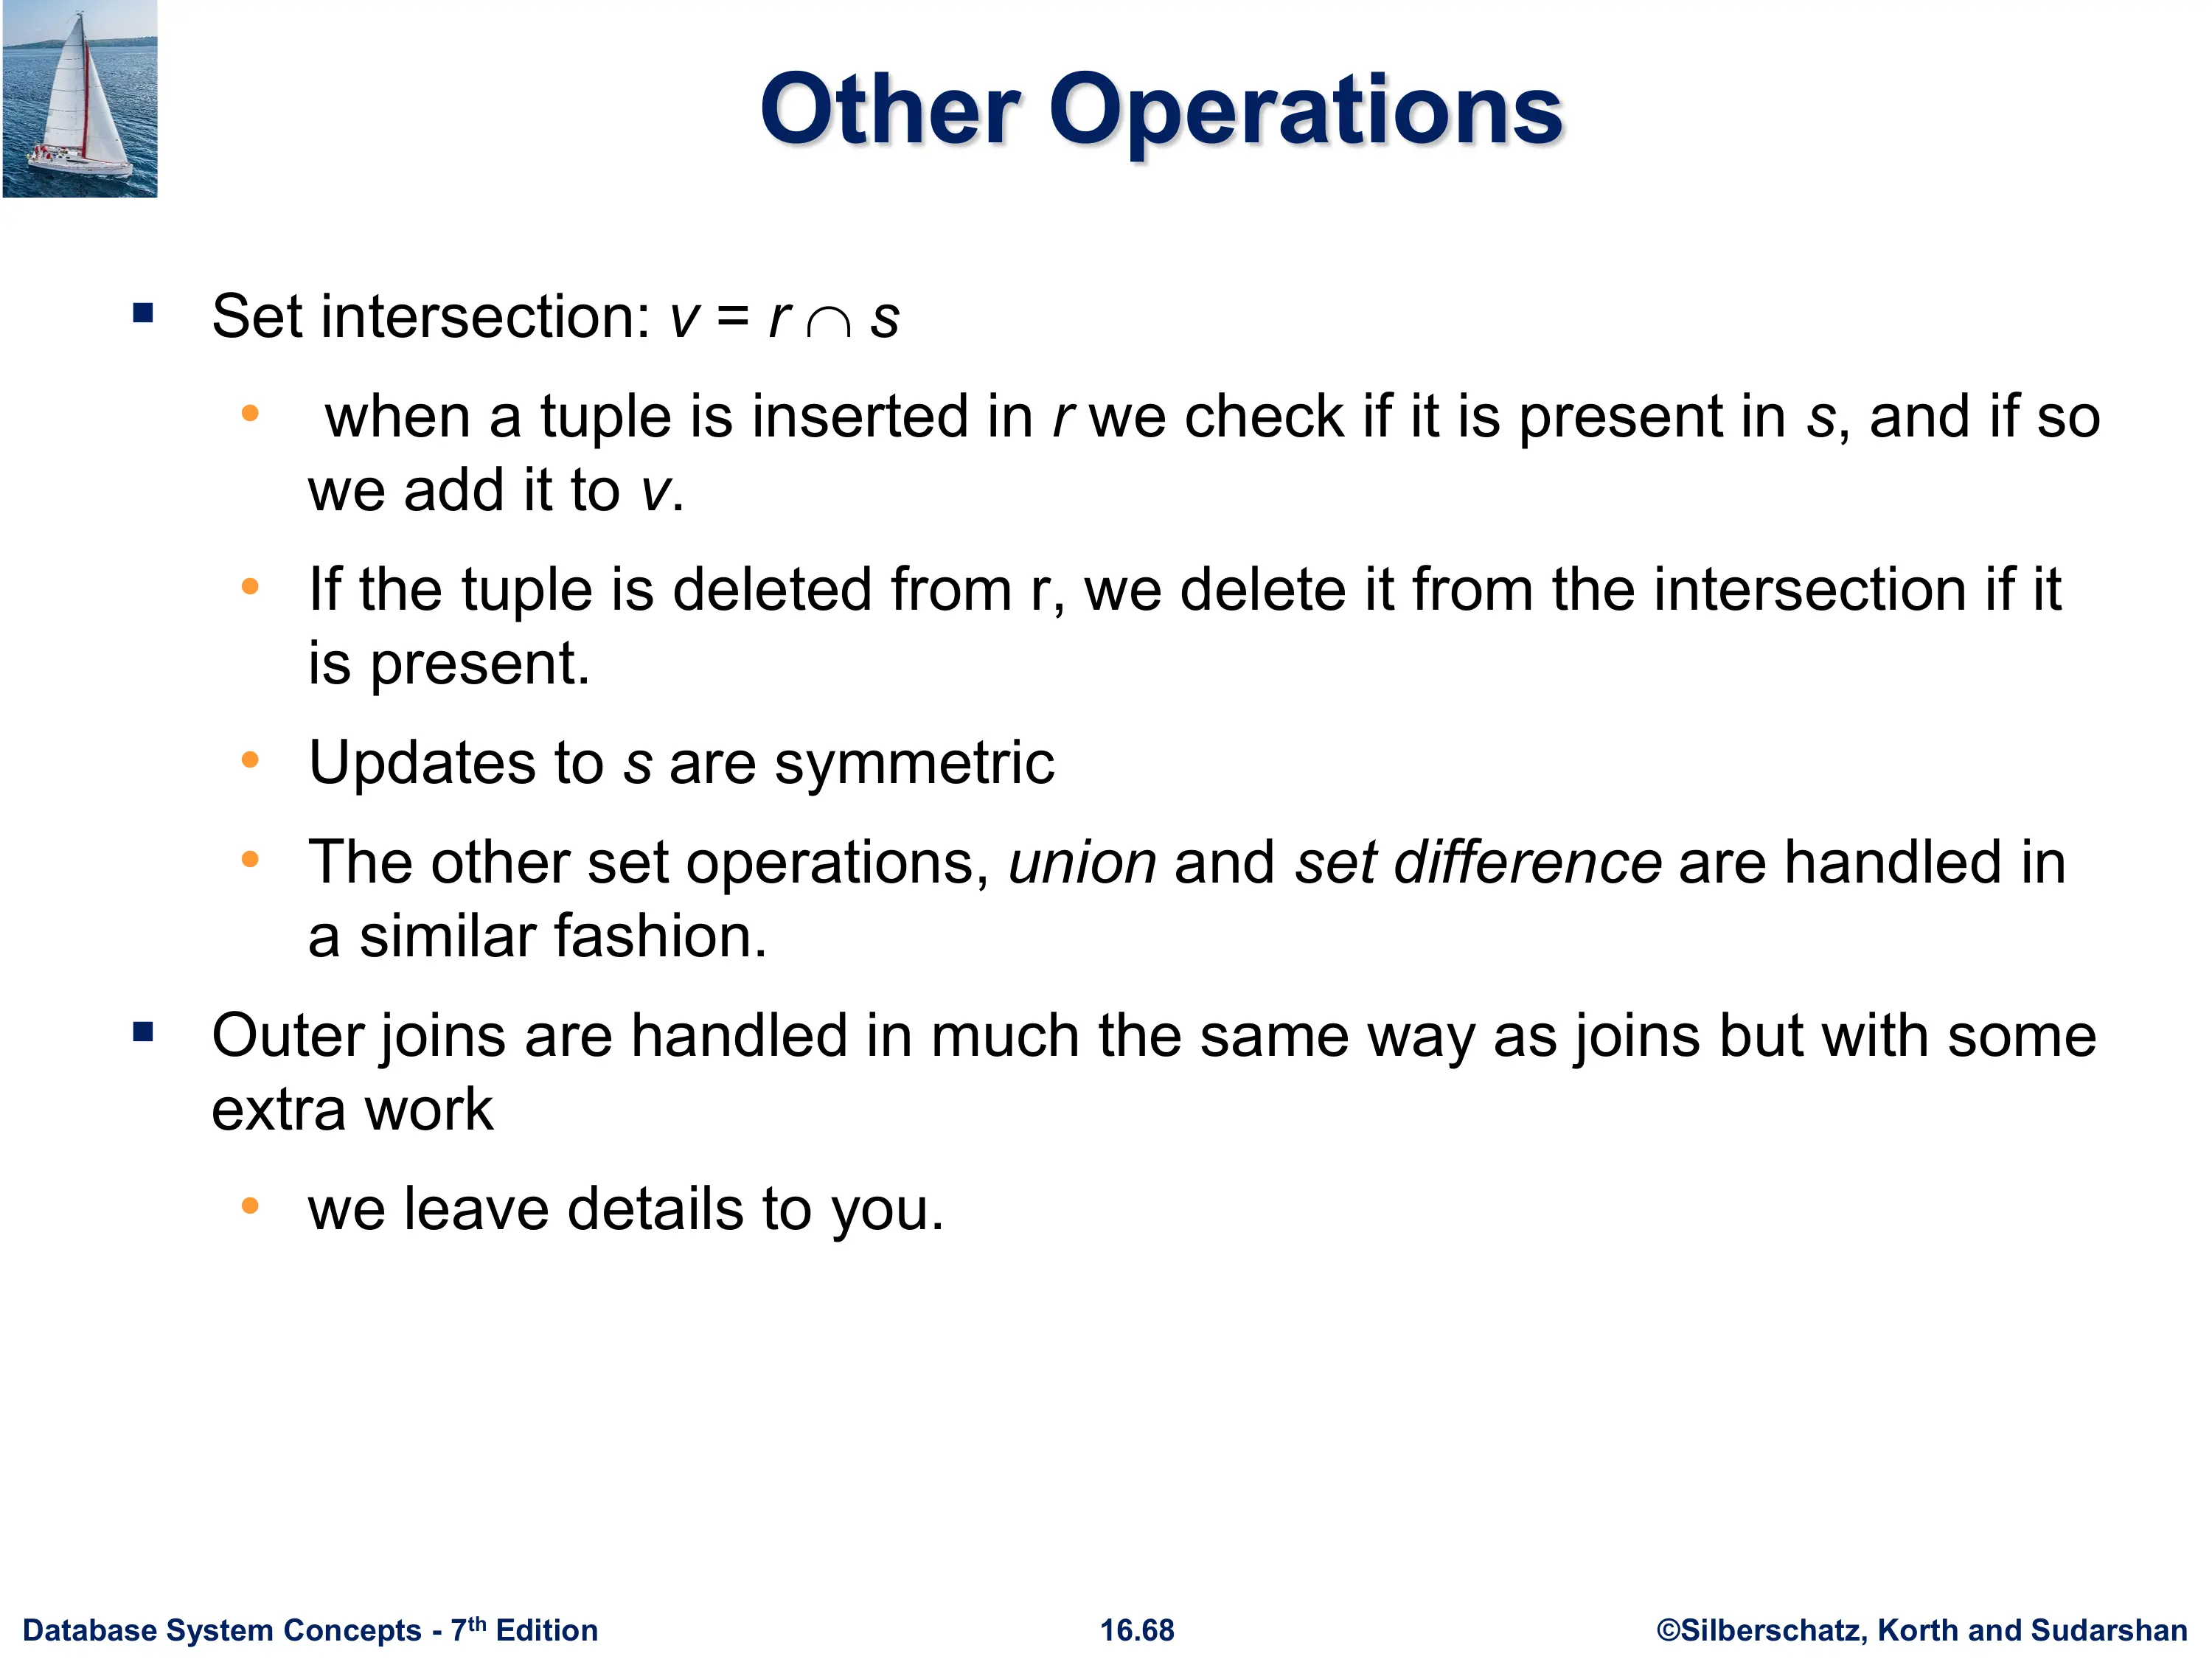 Other Operations
▪ Set intersection: v = r ∩ s
• when a tuple is inserted in r we check if it is present in s, and if so
we add it to v.
• If the tuple is deleted from r, we delete it from the intersection if it
is present.
• Updates to s are symmetric
• The other set operations, union and set difference are handled in
a similar fashion.
▪ Outer joins are handled in much the same way as joins but with some
extra work
• we leave details to you.
Database System Concepts - 7th Edition
16.68
©Silberschatz, Korth and Sudarshan